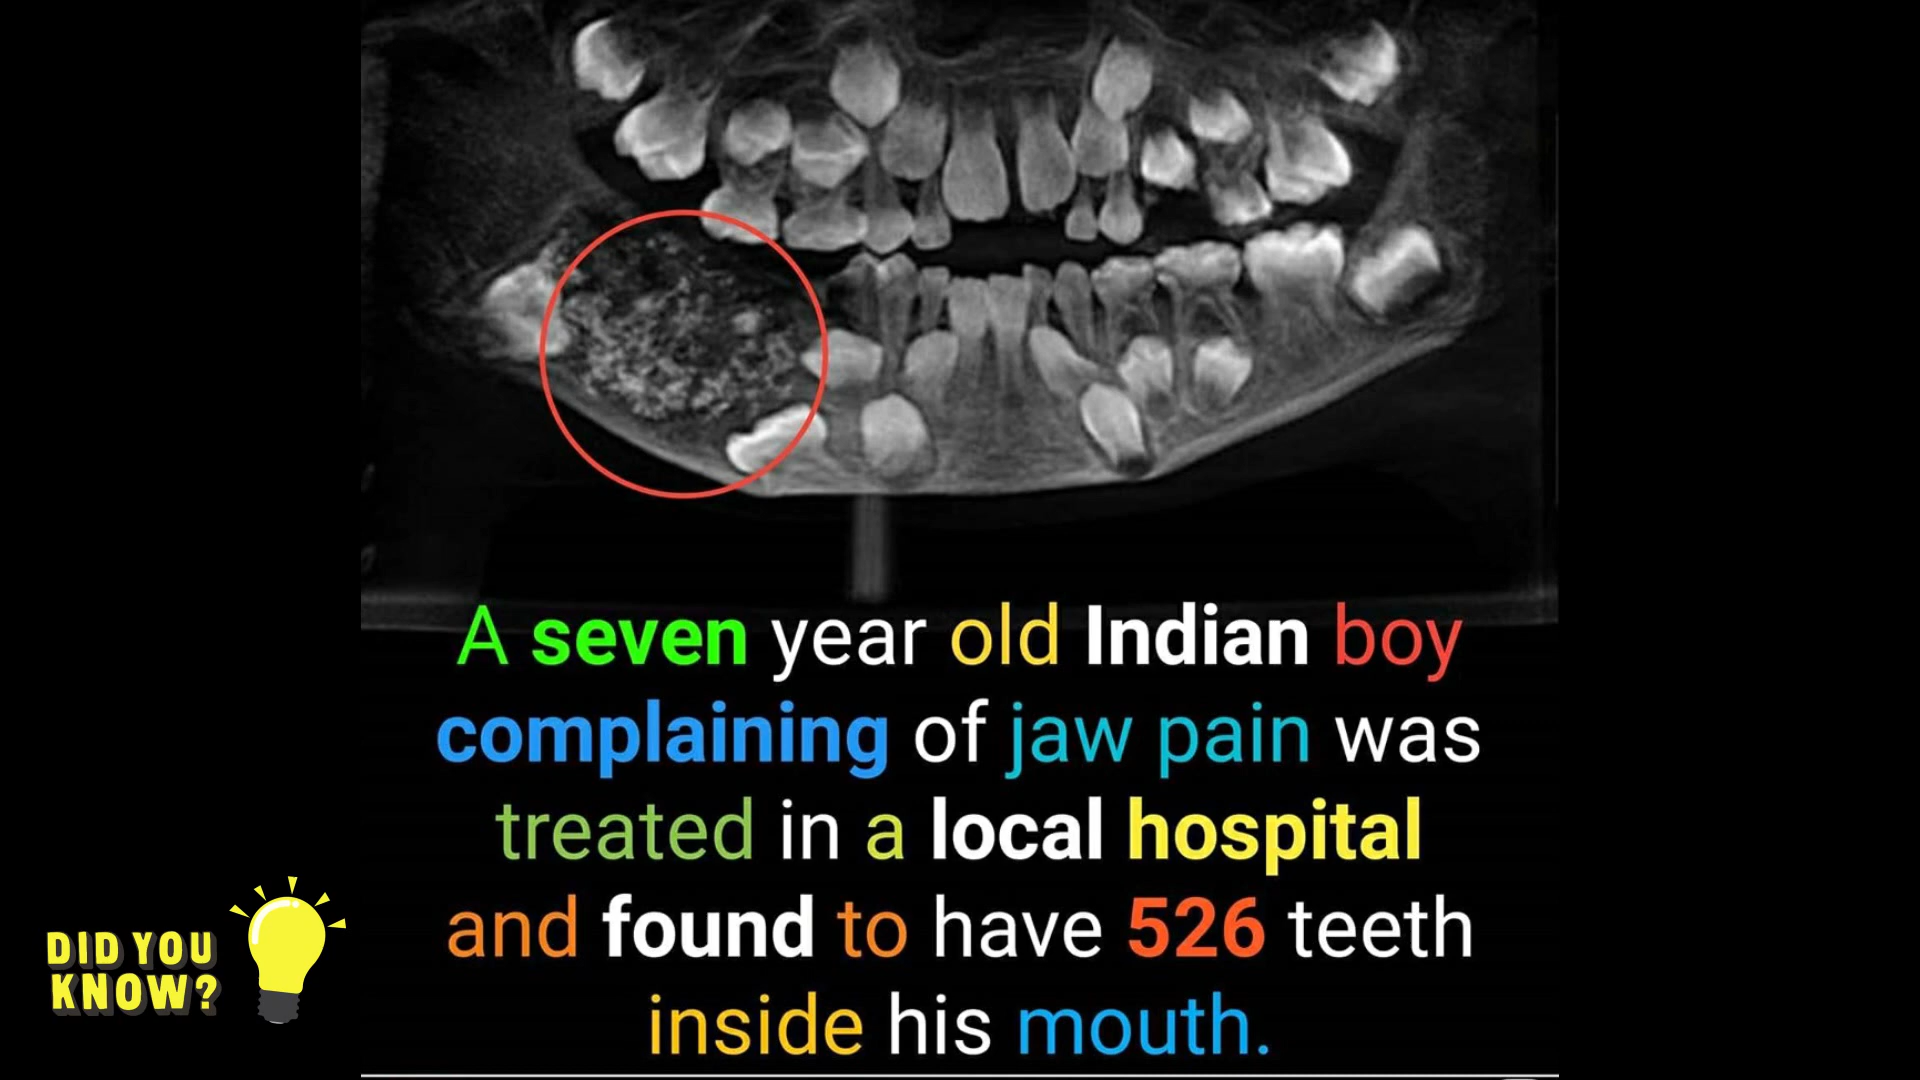 A seven year old Indian boy
complaining of jaw pain was
treated in a local hospital
and found to have 526 teeth
inside his mouth.
DID YOU
KNOW?